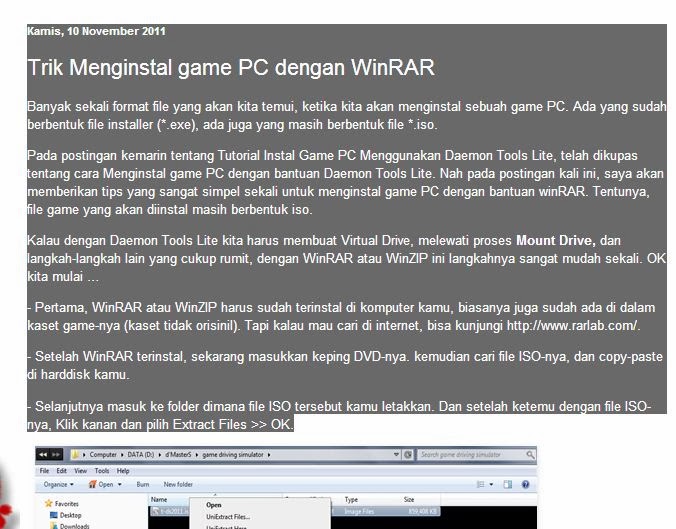 Kamis, 10 November 2011
Trik Menginstal game PC dengan WinRAR
Banyak sekali format file yang akan kita temui, ketika kita akan menginstal sebuah game PC. Ada yang sudah
berbentuk file installer (*.exe), ada juga yang masih berbentuk file *.iso.
Pada postingan kemarin tentang Tutorial Instal Game PC Menggunakan Daemon Tools Lite, telah dikupas
tentang cara Menginstal game PC dengan bantuan Daemon Tools Lite. Nah pada postingan kali ini, saya akan
memberikan tips yang sangat simpel sekali untuk menginstal game PC dengan bantuan winRAR. Tentunya,
file game yang akan diinstal masih berbentuk iso.
Kalau dengan Daemon Tools Lite kita harus membuat Virtual Drive, melewati proses Mount Drive, dan
langkah-langkah lain yang cukup rumit, dengan WinRAR atau WinZIP ini langkahnya sangat mudah sekali. OK
kita mulai ...
- Pertama, WinRAR atau WinZIP harus sudah terinstal di komputer kamu, biasanya juga sudah ada di dalam
kaset game-nya (kaset tidak orisinil). Tapi kalau mau cari di internet, bisa kunjungi http://www.rarlab.com/.
- Setelah WinRAR terinstal, sekarang masukkan keping DVD-nya. kemudian cari file ISO-nya, dan copy-paste
di harddisk kamu.
- Selanjutnya masuk ke folder dimana file ISO tersebut kamu letakkan. Dan setelah ketemu dengan file ISO-
nya, Klik kanan dan pilih Extract Files >> OK.
Computer DATA (D:) d'MasterS game driving simulator Search game driving simulator
File Edit View Tools Help
Organize Open Burn New folder
Favorites Name Type Size
Desktop Open Image Files
Downloads UniExtract Files...
UniExtract Here